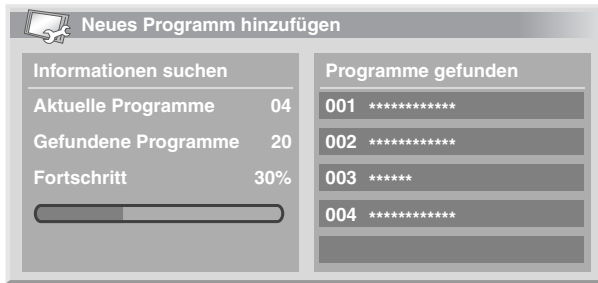 Neues Programm hinzufügen
Informationen suchen
Aktuelle Programme 04
Gefundene Programme 20
Fortschritt 30%
Programme gefunden
001 ************
002 ************
003 ******
004 ************